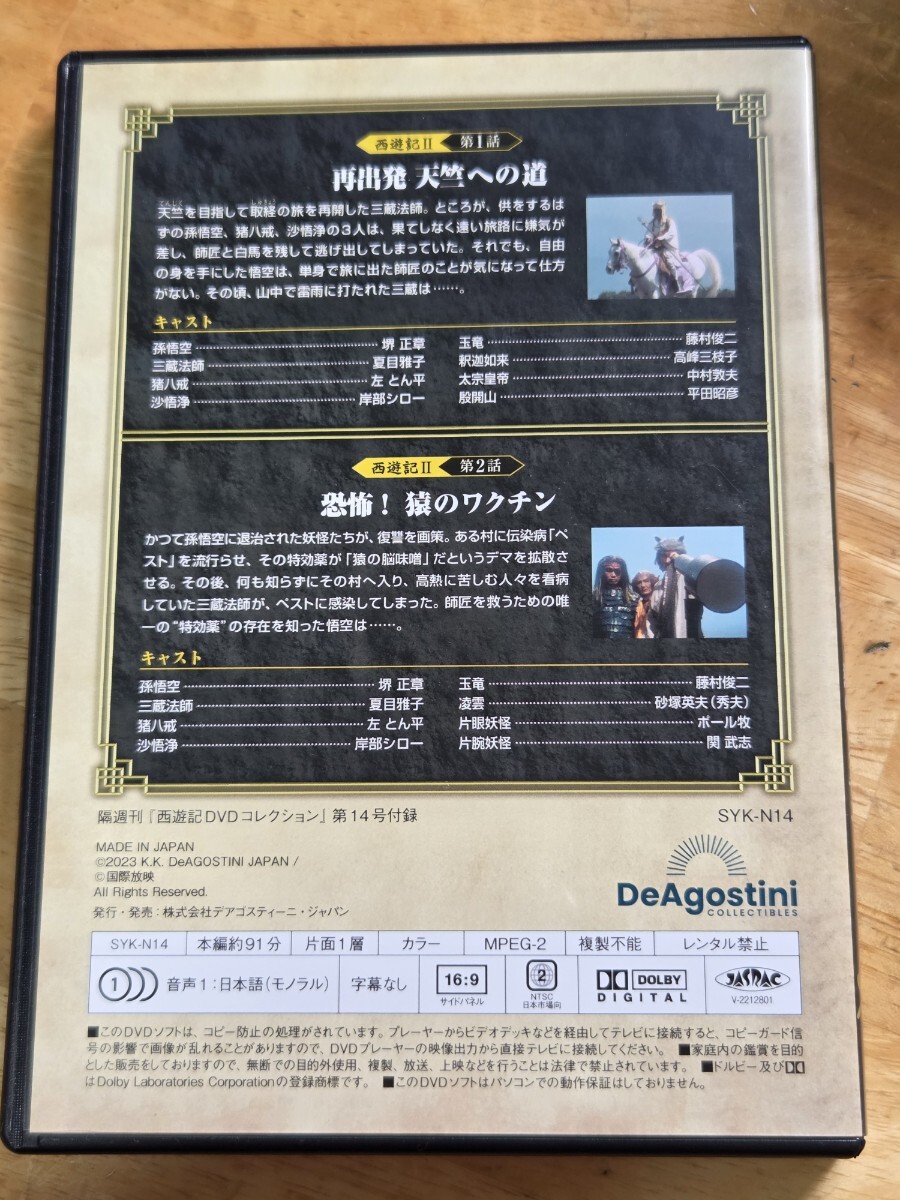 西遊記Ⅱ 第1話
再出発 天竺への道
天竺を目指して取経の旅を再開した三蔵法師。ところが、供をするは
ずの孫悟空、猪八戒、沙悟浄の3人は、果てしなく遠い旅路に嫌気が
差し、師匠と白馬を残して逃げ出してしまっていた。それでも、自由
の身を手にした悟空は、単身で旅に出た師匠のことが気になって仕方
がない。その頃、山中で雷雨に打たれた三蔵は……。
キャスト
孫悟空 堺 正章
三蔵法師 夏目雅子
猪八戒 左 とん平
沙悟浄 岸部シロー
玉竜 藤村俊二
釈迦如来 高峰三枝子
太宗皇帝 中村敦夫
殷開山 平田昭彦
西遊記Ⅱ 第2話
恐怖! 猿のワクチン
かつて孫悟空に退治された妖怪たちが、復讐を画策。ある村に伝染病「ペ
スト」を流行らせ、その特効薬が「猿の脳味噌」だというデマを拡散さ
せる。その後、何も知らずにその村へ入り、高熱に苦しむ人々を看病
していた三蔵法師が、ペストに感染してしまった。師匠を救うための唯
一の“特効薬”の存在を知った悟空は……。
キャスト
孫悟空 堺 正章
三蔵法師 夏目雅子
猪八戒 左 とん平
沙悟浄 岸部シロー
玉竜 藤村俊二
凌雲 砂塚英夫(秀夫)
片眼妖怪 ポール牧
片腕妖怪 関 武志
隔週刊『西遊記DVDコレクション』第14号付録 SYK-N14
MADE IN JAPAN
©2023 K.K. DeAGOSTINI JAPAN /
©国際放映
All Rights Reserved.
発行・発売:株式会社デアゴスティーニ・ジャパン
DeAgostini
COLLECTIBLES
SYK-N14 本編約91分 片面1層 カラー MPEG-2 複製不能 レンタル禁止
1 音声1:日本語(モノラル) 字幕なし 16:9 サイドパネル 2 NTSC 日本市場向 DOLBY DIGITAL JASRAC V-2212801
■このDVDソフトは、コピー防止の処理がされています。プレーヤーからビデオデッキなどを経由してテレビに接続すると、コピーガード信
号の影響で画像が乱れることがありますので、DVDプレーヤーの映像出力から直接テレビに接続してください。 ■家庭内の鑑賞を目的
とした販売をしておりますので、無断での目的外使用、複製、放送、上映などを行うことは法律で禁止されています。 ■ドルビー及び
はDolby Laboratories Corporationの登録商標です。 ■このDVDソフトはパソコンでの動作保証はしておりません。